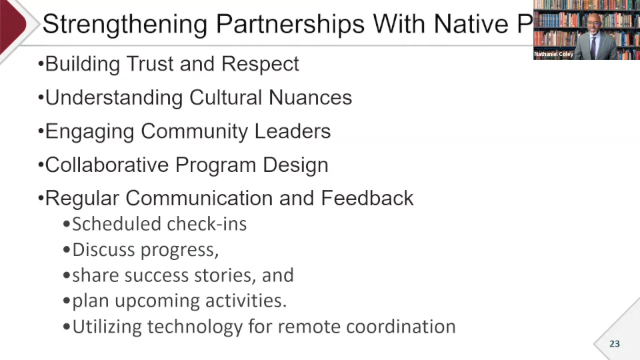 Strengthening Partnerships With Native P
Nathaniel Coley
•Building Trust and Respect
•Understanding Cultural Nuances
•Engaging Community Leaders
•Collaborative Program Design
•Regular Communication and Feedback
•Scheduled check-ins
•Discuss progress,
•share success stories, and
•plan upcoming activities.
•Utilizing technology for remote coordination
23